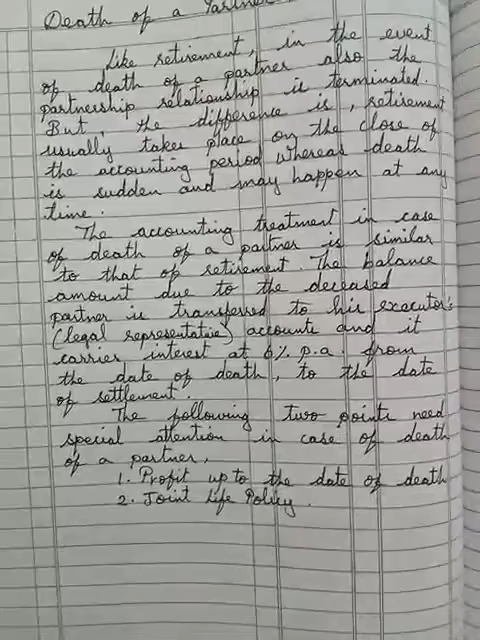 Death of a Partner
Like retirement, in the event
of death of a partner also the
partnership relationship is terminated.
But, the difference is, retirement
usually takes place on the close of
the accounting period whereas death
is sudden and may happen at any
time.
The accounting treatment in case
of death of a partner is similar
to that of retirement. The balance
amount due to the deceased
partner is transferred to his executor's
(legal representative) accounts and it
carries interest at 6% p.a. from
the date of death, to the date
of settlement.
The following two points need
special attention in case of death
of a partner.
1. Profit up to the date of death
2. Joint Life Policy.